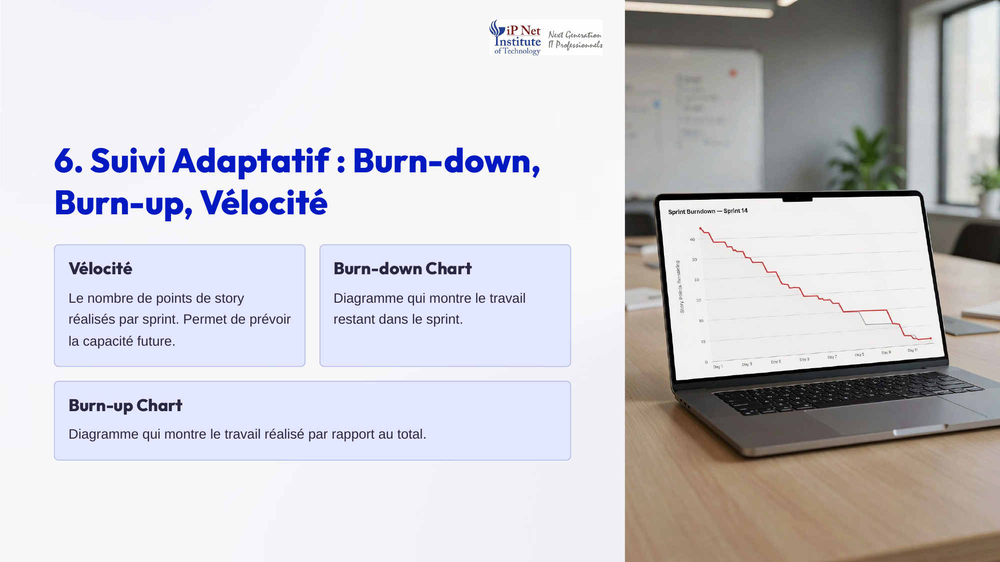 iP Net
Institute
of Technology
Next Generation
IT Professionnels
6. Suivi Adaptatif : Burn-down,
Burn-up, Vélocité
Vélocité
Le nombre de points de story
réalisés par sprint. Permet de prévoir
la capacité future.
Burn-down Chart
Diagramme qui montre le travail
restant dans le sprint.
Burn-up Chart
Diagramme qui montre le travail réalisé par rapport au total.
Sprint Burndown — Sprint 14
Story Points Remaining
40
30
30
20
10
10
0
Day 1
Day 3
Day 5
Day 3
Day 7
Day 9
Day 11